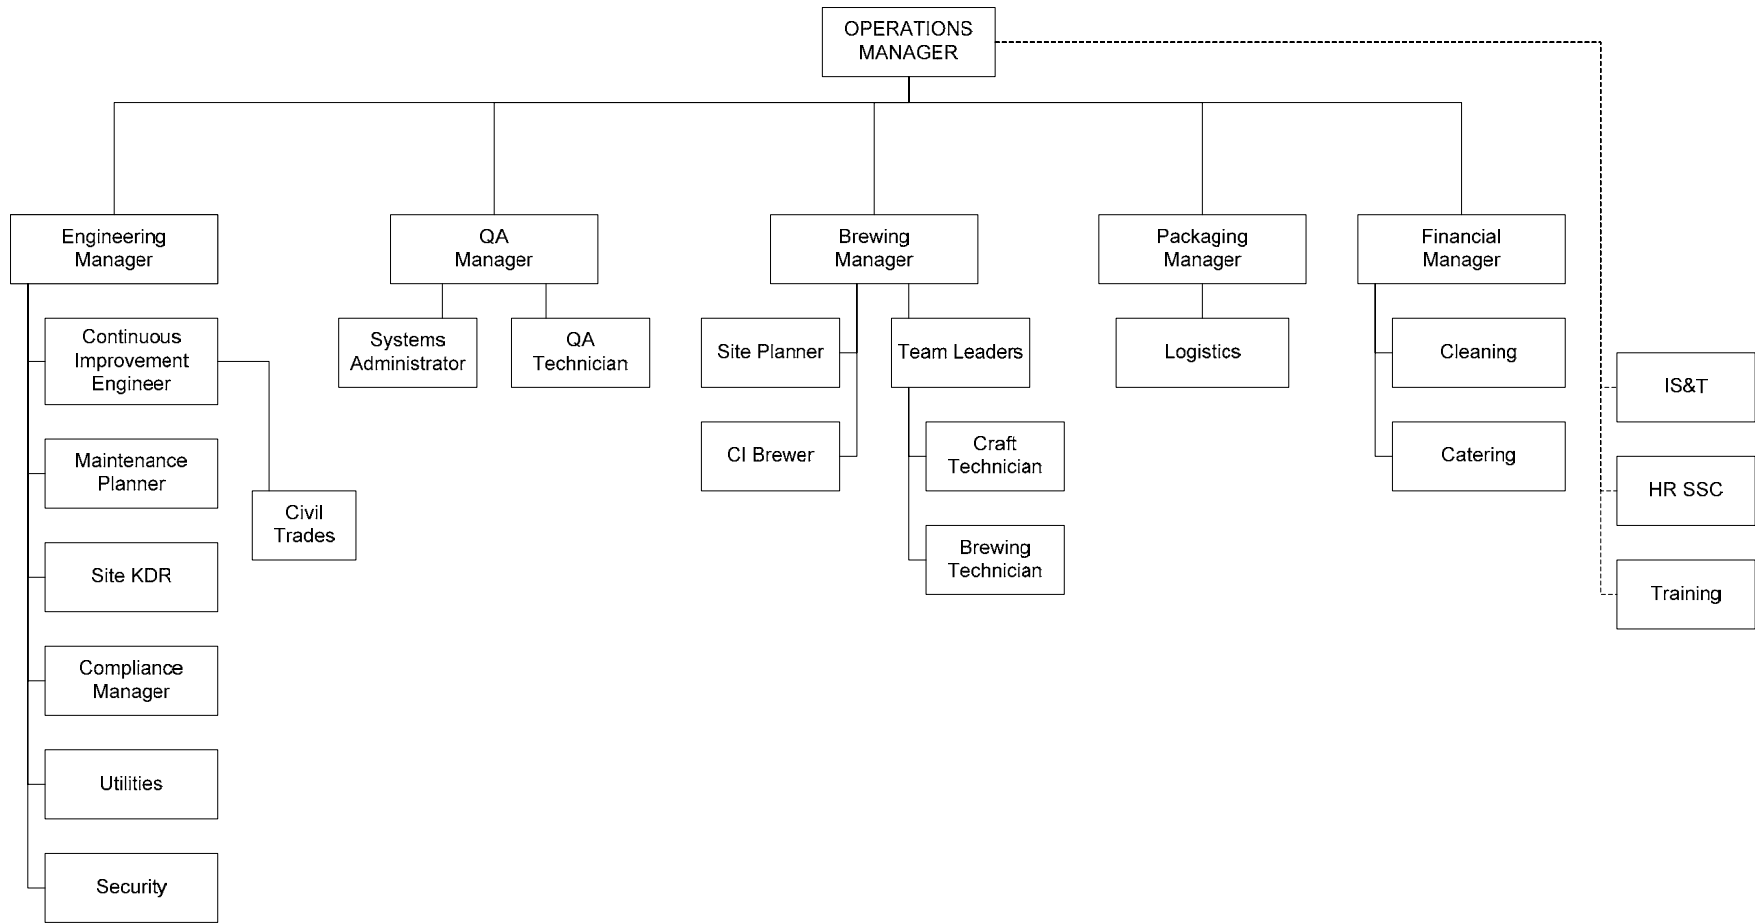 OPERATIONS
MANAGER
Engineering
Manager
QA
Manager
Brewing
Manager
Packaging
Manager
Financial
Manager
Continuous
Improvement
Engineer
Systems
Administrator
QA
Technician
Site Planner
Team Leaders
Logistics
Cleaning
IS&T
Maintenance
Planner
CI Brewer
Craft
Technician
Catering
HR SSC
Civil
Trades
Site KDR
Brewing
Technician
Training
Compliance
Manager
Utilities
Security